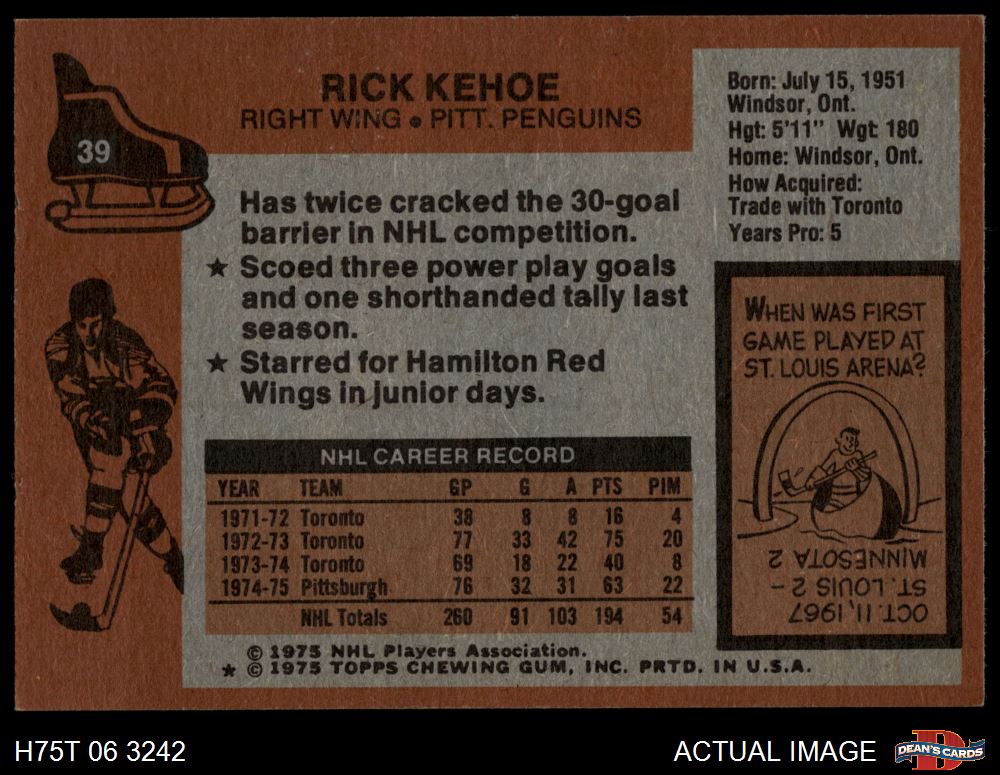 RICK KEHOE
RIGHT WING • PITT. PENGUINS
39
Born: July 15, 1951
Windsor, Ont.
Hgt: 5'11" Wgt: 180
Home: Windsor, Ont.
How Acquired:
Trade with Toronto
Years Pro: 5
Has twice cracked the 30-goal
barrier in NHL competition.
★ Scoed three power play goals
and one shorthanded tally last
season.
★ Starred for Hamilton Red
Wings in junior days.
NHL CAREER RECORD
YEAR TEAM GP G A PTS PIM
1971-72 Toronto 38 8 8 16 4
1972-73 Toronto 77 33 42 75 20
1973-74 Toronto 69 18 22 40 8
1974-75 Pittsburgh 76 32 31 63 22
NHL Totals 260 91 103 194 54
© 1975 NHL Players Association.
★ © 1975 TOPPS CHEWING GUM, INC. PRTD. IN U.S.A.
WHEN WAS FIRST
GAME PLAYED AT
ST. LOUIS ARENA?
OCT. 11, 1967
ST. LOUIS 2 -
MINNESOTA 2
H75T 06 3242
ACTUAL IMAGE
D
DEAN'S CARDS